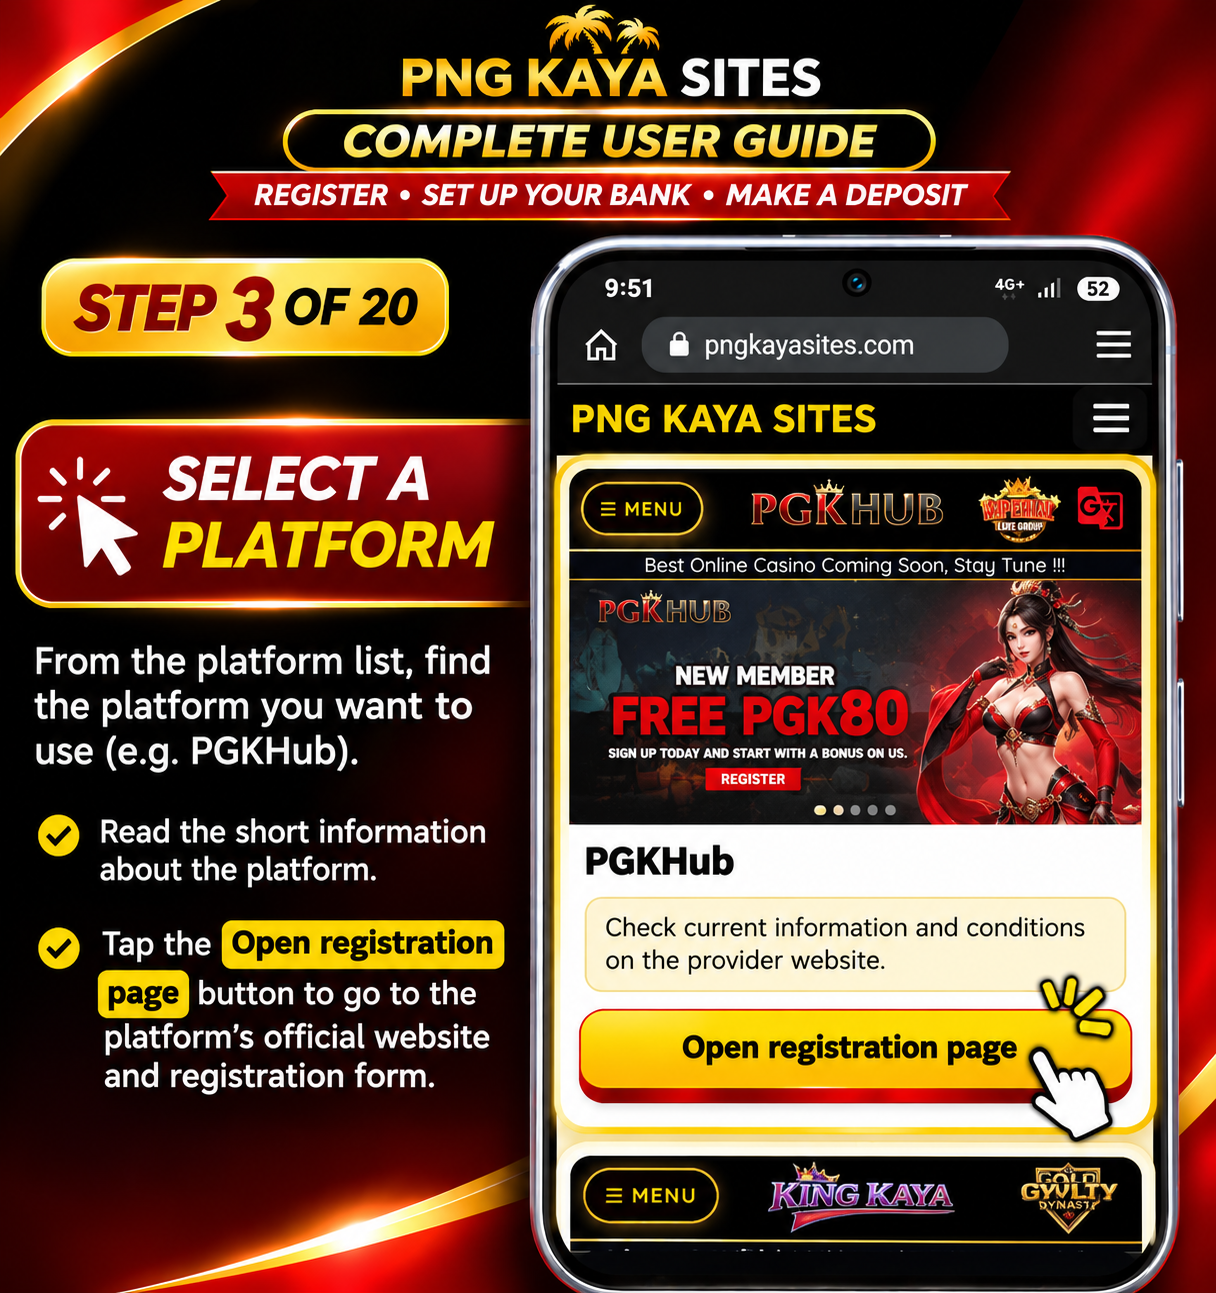 PNG KAYA SITES
COMPLETE USER GUIDE
REGISTER • SET UP YOUR BANK • MAKE A DEPOSIT
STEP 3 OF 20
SELECT A
PLATFORM
From the platform list, find
the platform you want to
use (e.g. PGKHub).
Read the short information
about the platform.
Tap the Open registration
page button to go to the
platform's official website
and registration form.
9:51
4G+
52
pngkayasites.com
PNG KAYA SITES
☰ MENU
PGKHUB
IMPERIAL
ELITE GROUP
G
Best Online Casino Coming Soon, Stay Tune !!!
PGKHUB
NEW MEMBER
FREE PGK80
SIGN UP TODAY AND START WITH A BONUS ON US.
REGISTER
PGKHub
Check current information and conditions
on the provider website.
Open registration page
☰ MENU
KING KAYA
GOLD
DYNASTY